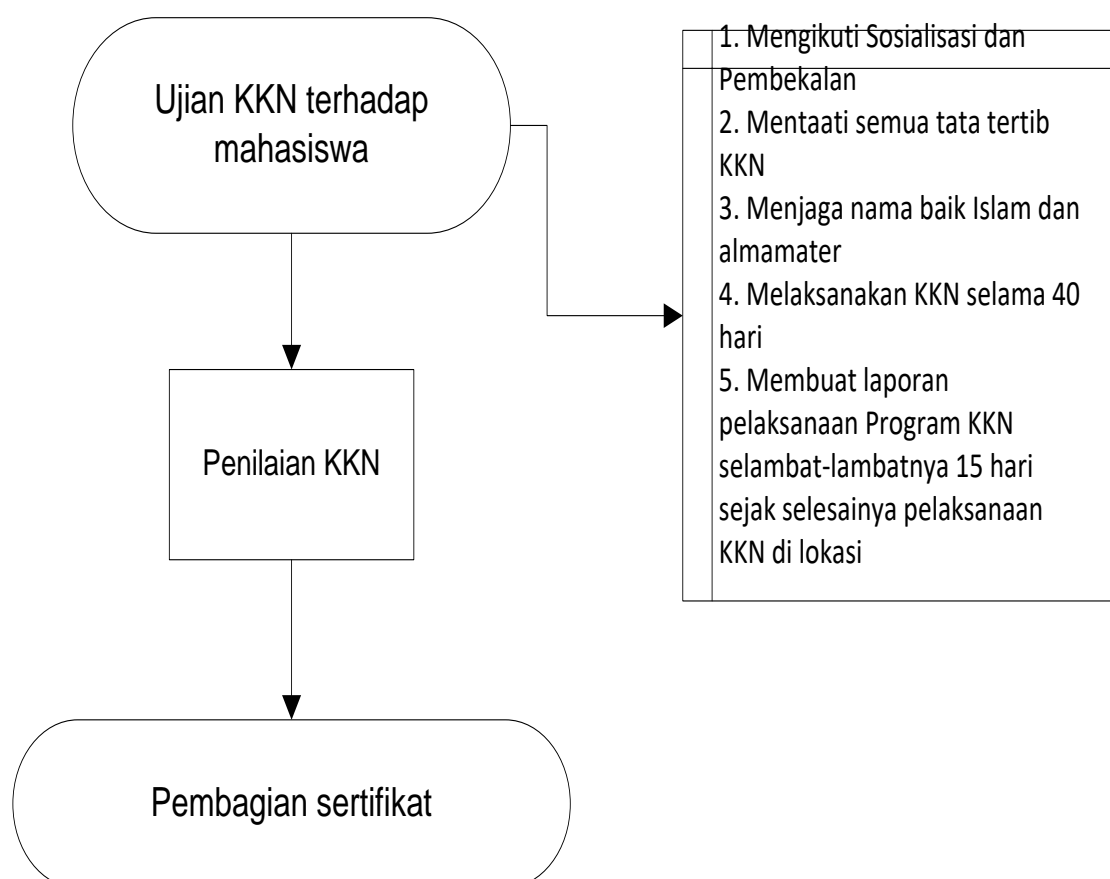 Ujian KKN terhadap
mahasiswa
Penilaian KKN
Pembagian sertifikat
1. Mengikuti Sosialisasi dan
Pembekalan
2. Mentaati semua tata tertib
KKN
3. Menjaga nama baik Islam dan
almamater
4. Melaksanakan KKN selama 40
hari
5. Membuat laporan
pelaksanaan Program KKN
selambat-lambatnya 15 hari
sejak selesainya pelaksanaan
KKN di lokasi